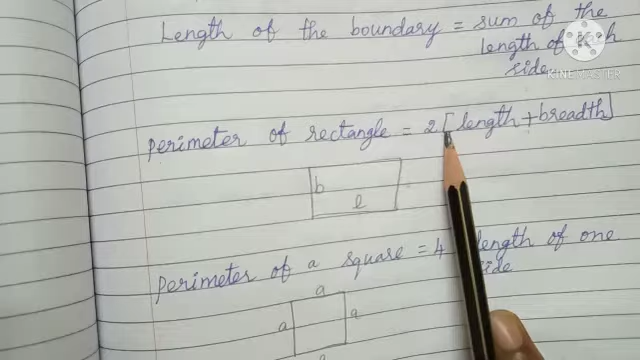 Length of the boundary = sum of the
length of
side
KINEMASTER
Perimeter of rectangle = 2 [length + breadth]
b
l
Perimeter of a square = 4 length of one
side
a
a a